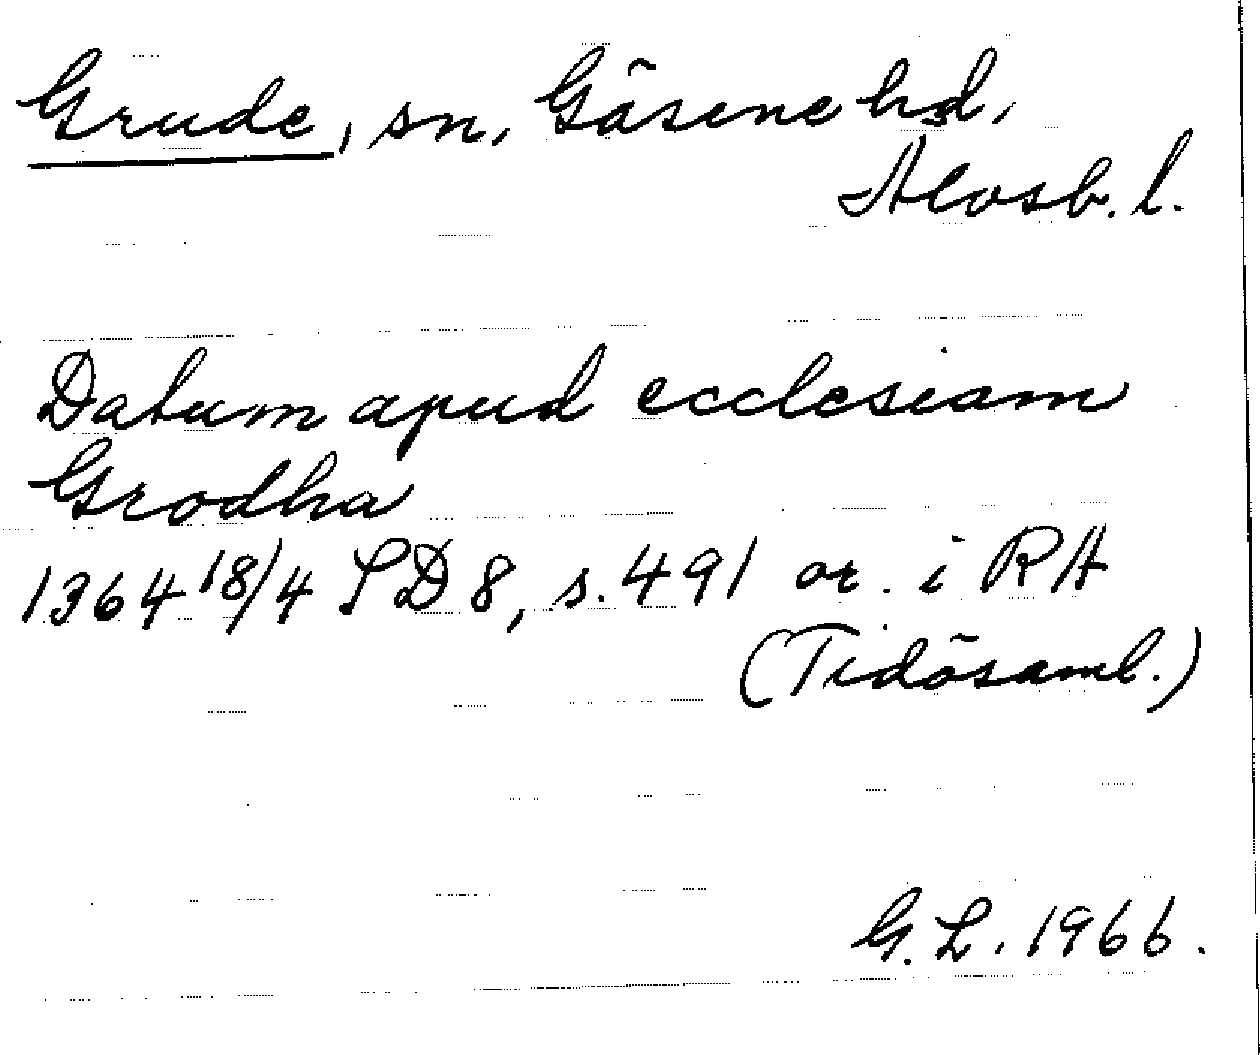 Grude, sn, Gäsene hd,
Älvsb. l.
Datum apud ecclesiam
Grodha
1364 18/4 SD 8, s. 491 or. i RA
(Tidösaml.)
G. L. 1966.